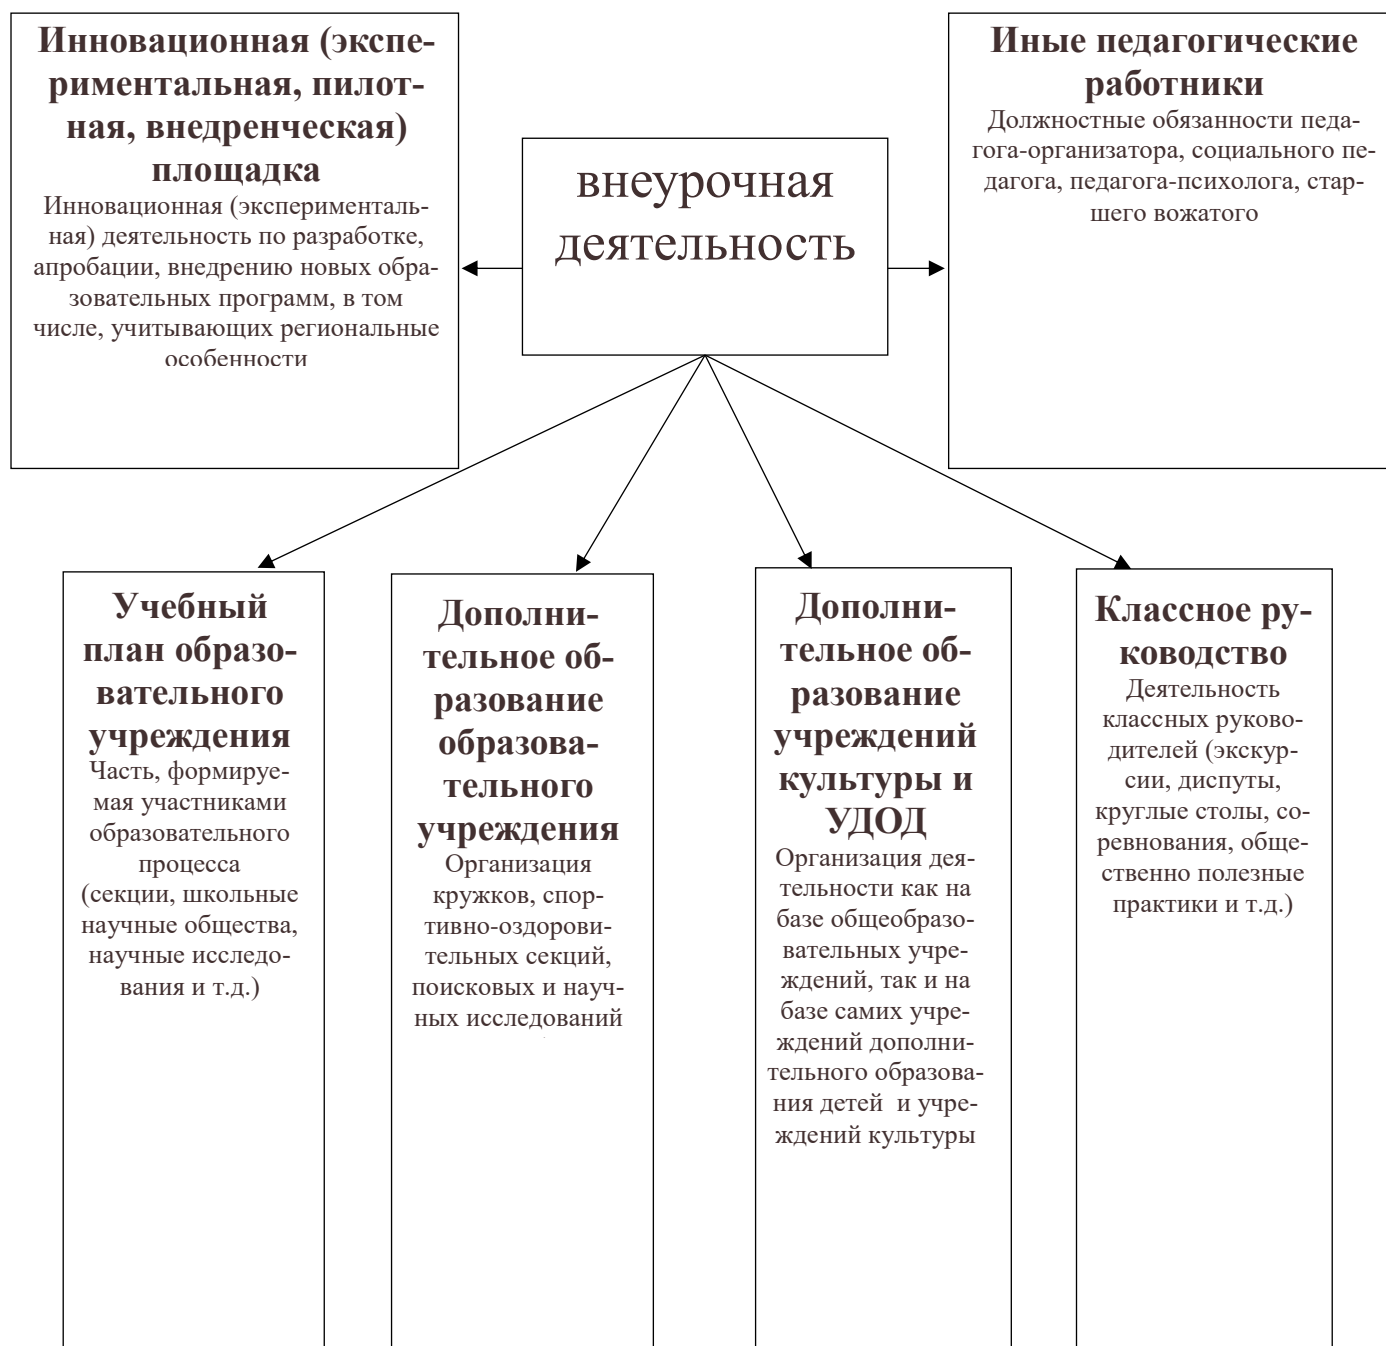 Инновационная (экспе-
риментальная, пилот-
ная, внедренческая)
площадка
Инновационная (эксперименталь-
ная) деятельность по разработке,
апробации, внедрению новых обра-
зовательных программ, в том
числе, учитывающих региональные
особенности
внеурочная
деятельность
Иные педагогические
работники
Должностные обязанности педа-
гога-организатора, социального пе-
дагога, педагога-психолога, стар-
шего вожатого
Учебный
план образо-
вательного
учреждения
Часть, формируе-
мая участниками
образовательного
процесса
(секции, школьные
научные общества,
научные исследо-
вания и т.д.)
Дополни-
тельное об-
разование
образова-
тельного
учреждения
Организация
кружков, спор-
тивно-оздорови-
тельных секций,
поисковых и науч-
ных исследований
Дополни-
тельное об-
разование
учреждений
культуры и
УДОД
Организация дея-
тельности как на
базе общеобразо-
вательных учре-
ждений, так и на
базе самих учре-
ждений дополни-
тельного образова-
ния детей  и учре-
ждений культуры
Классное ру-
ководство
Деятельность
классных руково-
дителей (экскур-
сии, диспуты,
круглые столы, со-
ревнования, обще-
ственно полезные
практики и т.д.)